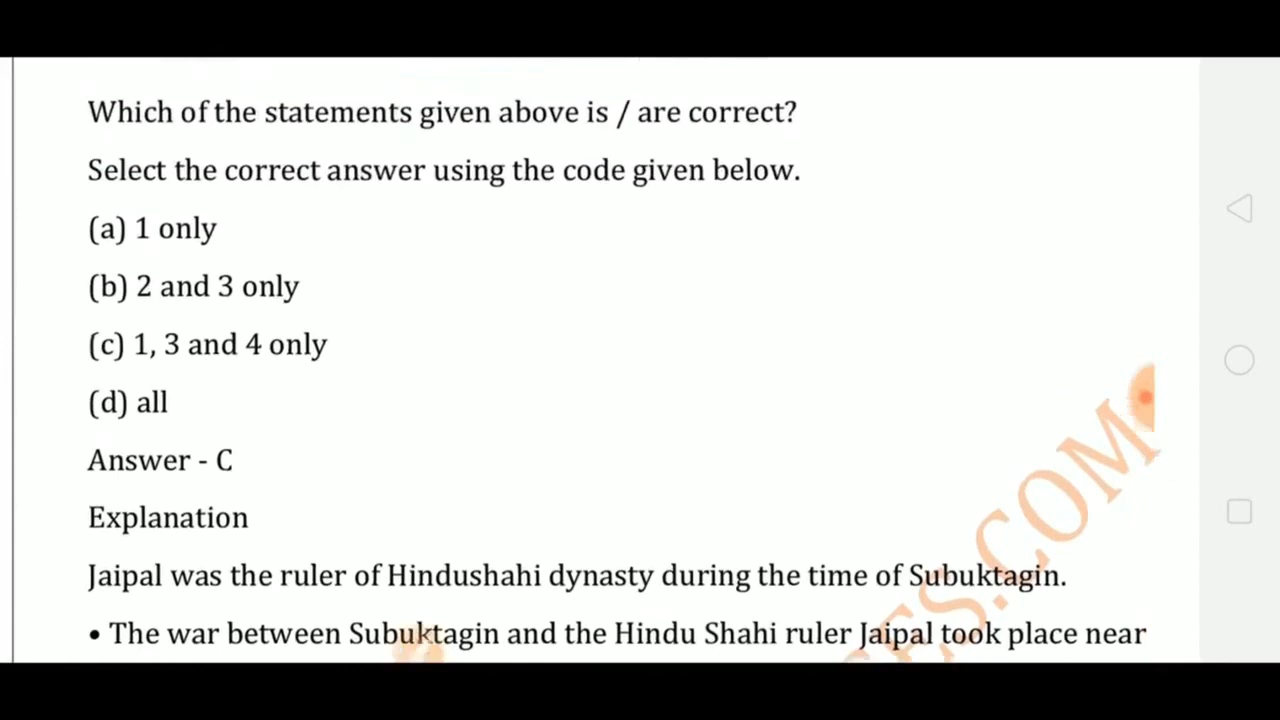 Which of the statements given above is / are correct?
Select the correct answer using the code given below.
(a) 1 only
(b) 2 and 3 only
(c) 1, 3 and 4 only
(d) all
Answer - C
Explanation
Jaipal was the ruler of Hindushahi dynasty during the time of Subuktagin.
• The war between Subuktagin and the Hindu Shahi ruler Jaipal took place near
ES.COM